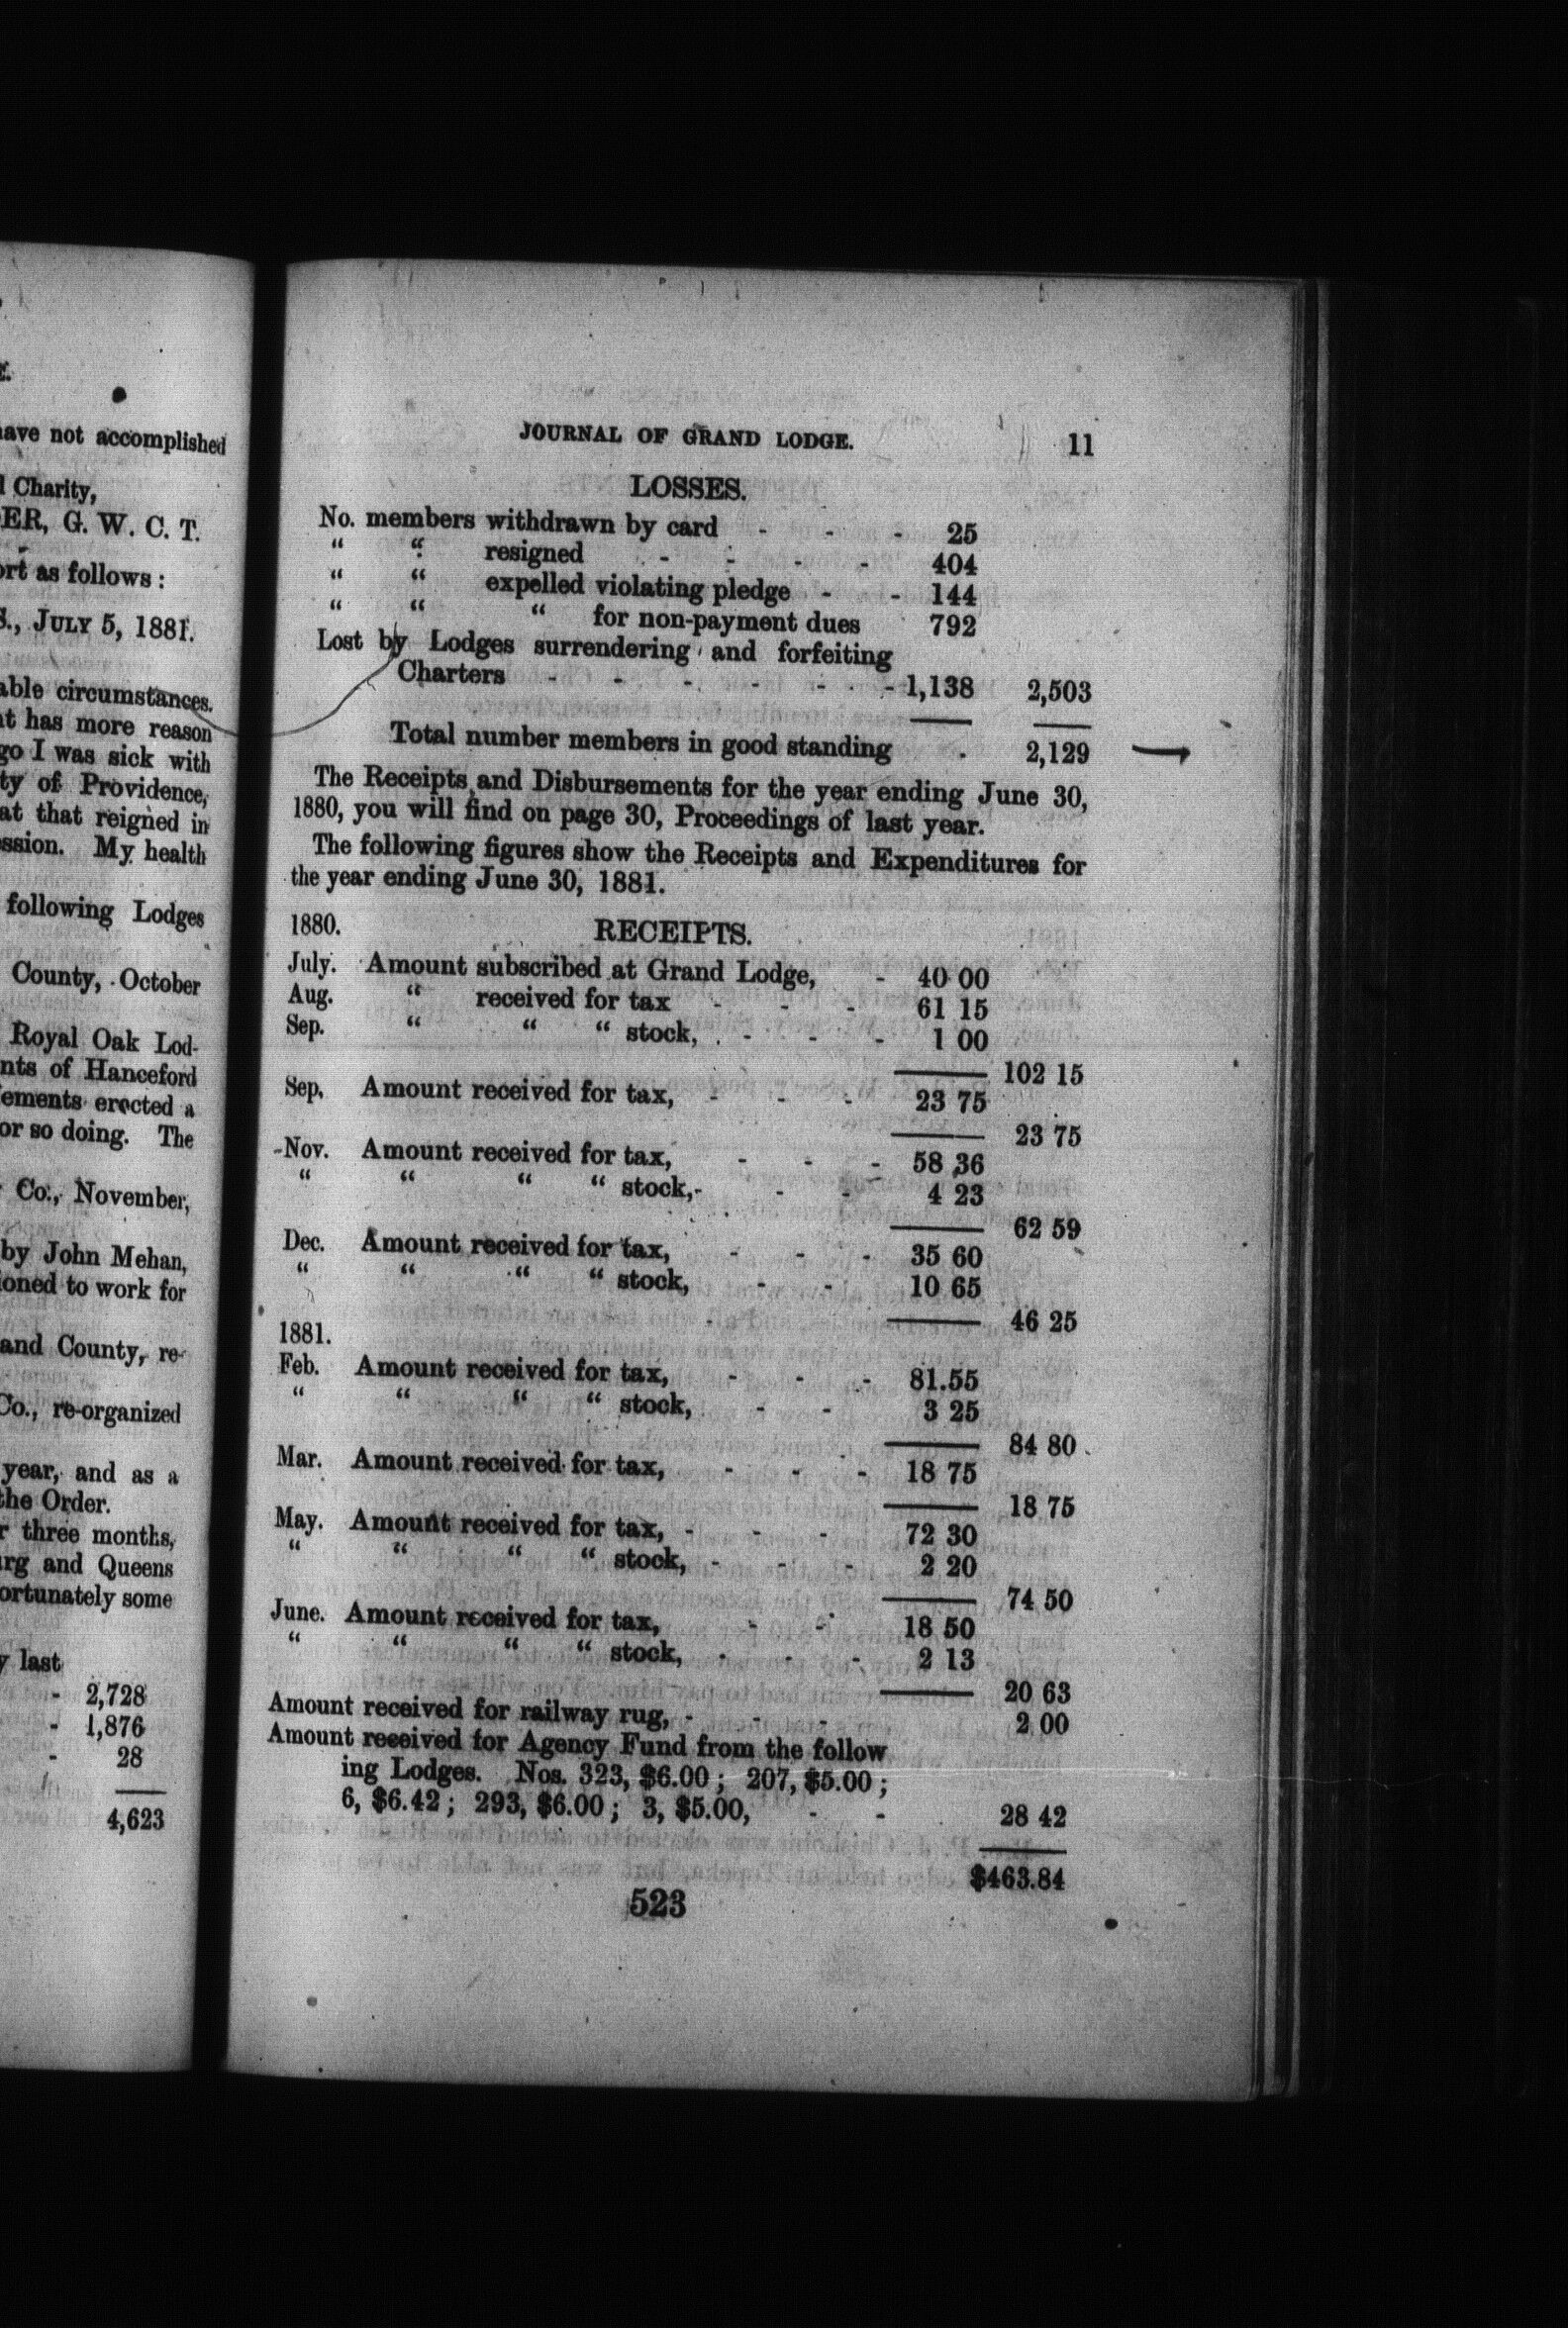 E.
have not accomplished
Charity,
ER, G. W. C. T.
ort as follows :
S., JULY 5, 1881.
able circumstances.
at has more reason
go I was sick with
ty of Providence,
at that reigned in
ssion. My health
following Lodges
County, October
Royal Oak Lod-
nts of Hanceford
ements erected a
or so doing. The
Co., November,
by John Mehan,
ioned to work for
and County, re-
Co., re-organized
year, and as a
the Order.
r three months,
urg and Queens
ortunately some
y last
- 2,728
- 1,876
- 28
4,623
JOURNAL OF GRAND LODGE. 11
LOSSES.
No. members withdrawn by card - - - 25
" " resigned - - - - 404
" " expelled violating pledge - - 144
" " " for non-payment dues 792
Lost by Lodges surrendering and forfeiting
Charters - - - - - - 1,138 2,503
Total number members in good standing . 2,129
The Receipts and Disbursements for the year ending June 30,
1880, you will find on page 30, Proceedings of last year.
The following figures show the Receipts and Expenditures for
the year ending June 30, 1881.
1880. RECEIPTS.
July. Amount subscribed at Grand Lodge, - 40 00
Aug. " received for tax - - - 61 15
Sep. " " " stock, - - - 1 00
102 15
Sep, Amount received for tax, - - - 23 75
23 75
Nov. Amount received for tax, - - - 58 36
" " " " stock,- - - 4 23
62 59
Dec. Amount received for tax, - - - 35 60
" " " " stock, - - 10 65
46 25
1881.
Feb. Amount received for tax, - - - 81.55
" " " " stock, - - 3 25
84 80
Mar. Amount received for tax, - - - 18 75
18 75
May. Amount received for tax, - - - 72 30
" " " " stock, - - - 2 20
74 50
June. Amount received for tax, - - 18 50
" " " " stock, - - - 2 13
20 63
Amount received for railway rug, - - - 2 00
Amount received for Agency Fund from the follow
ing Lodges. Nos. 323, $6.00 ; 207, $5.00 ;
6, $6.42 ; 293, $6.00 ; 3, $5.00, - - 28 42
$463.84
523